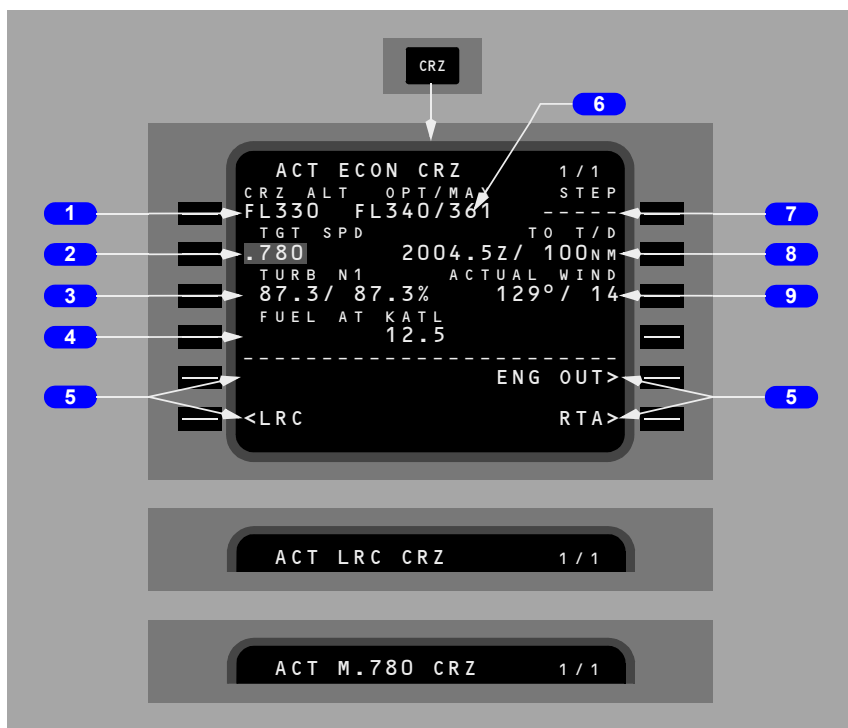 CRZ
6
ACT ECON CRZ 1/1
CRZ ALT OPT/MAX STEP
1 FL330 FL340/361 ----- 7
TGT SPD TO T/D
2 .780 2004.5Z/ 100NM 8
TURB N1 ACTUAL WIND
3 87.3/ 87.3% 129°/ 14 9
FUEL AT KATL
4 12.5
------------------------
ENG OUT>
5 5
<LRC RTA>
ACT LRC CRZ 1/1
ACT M.780 CRZ 1/1